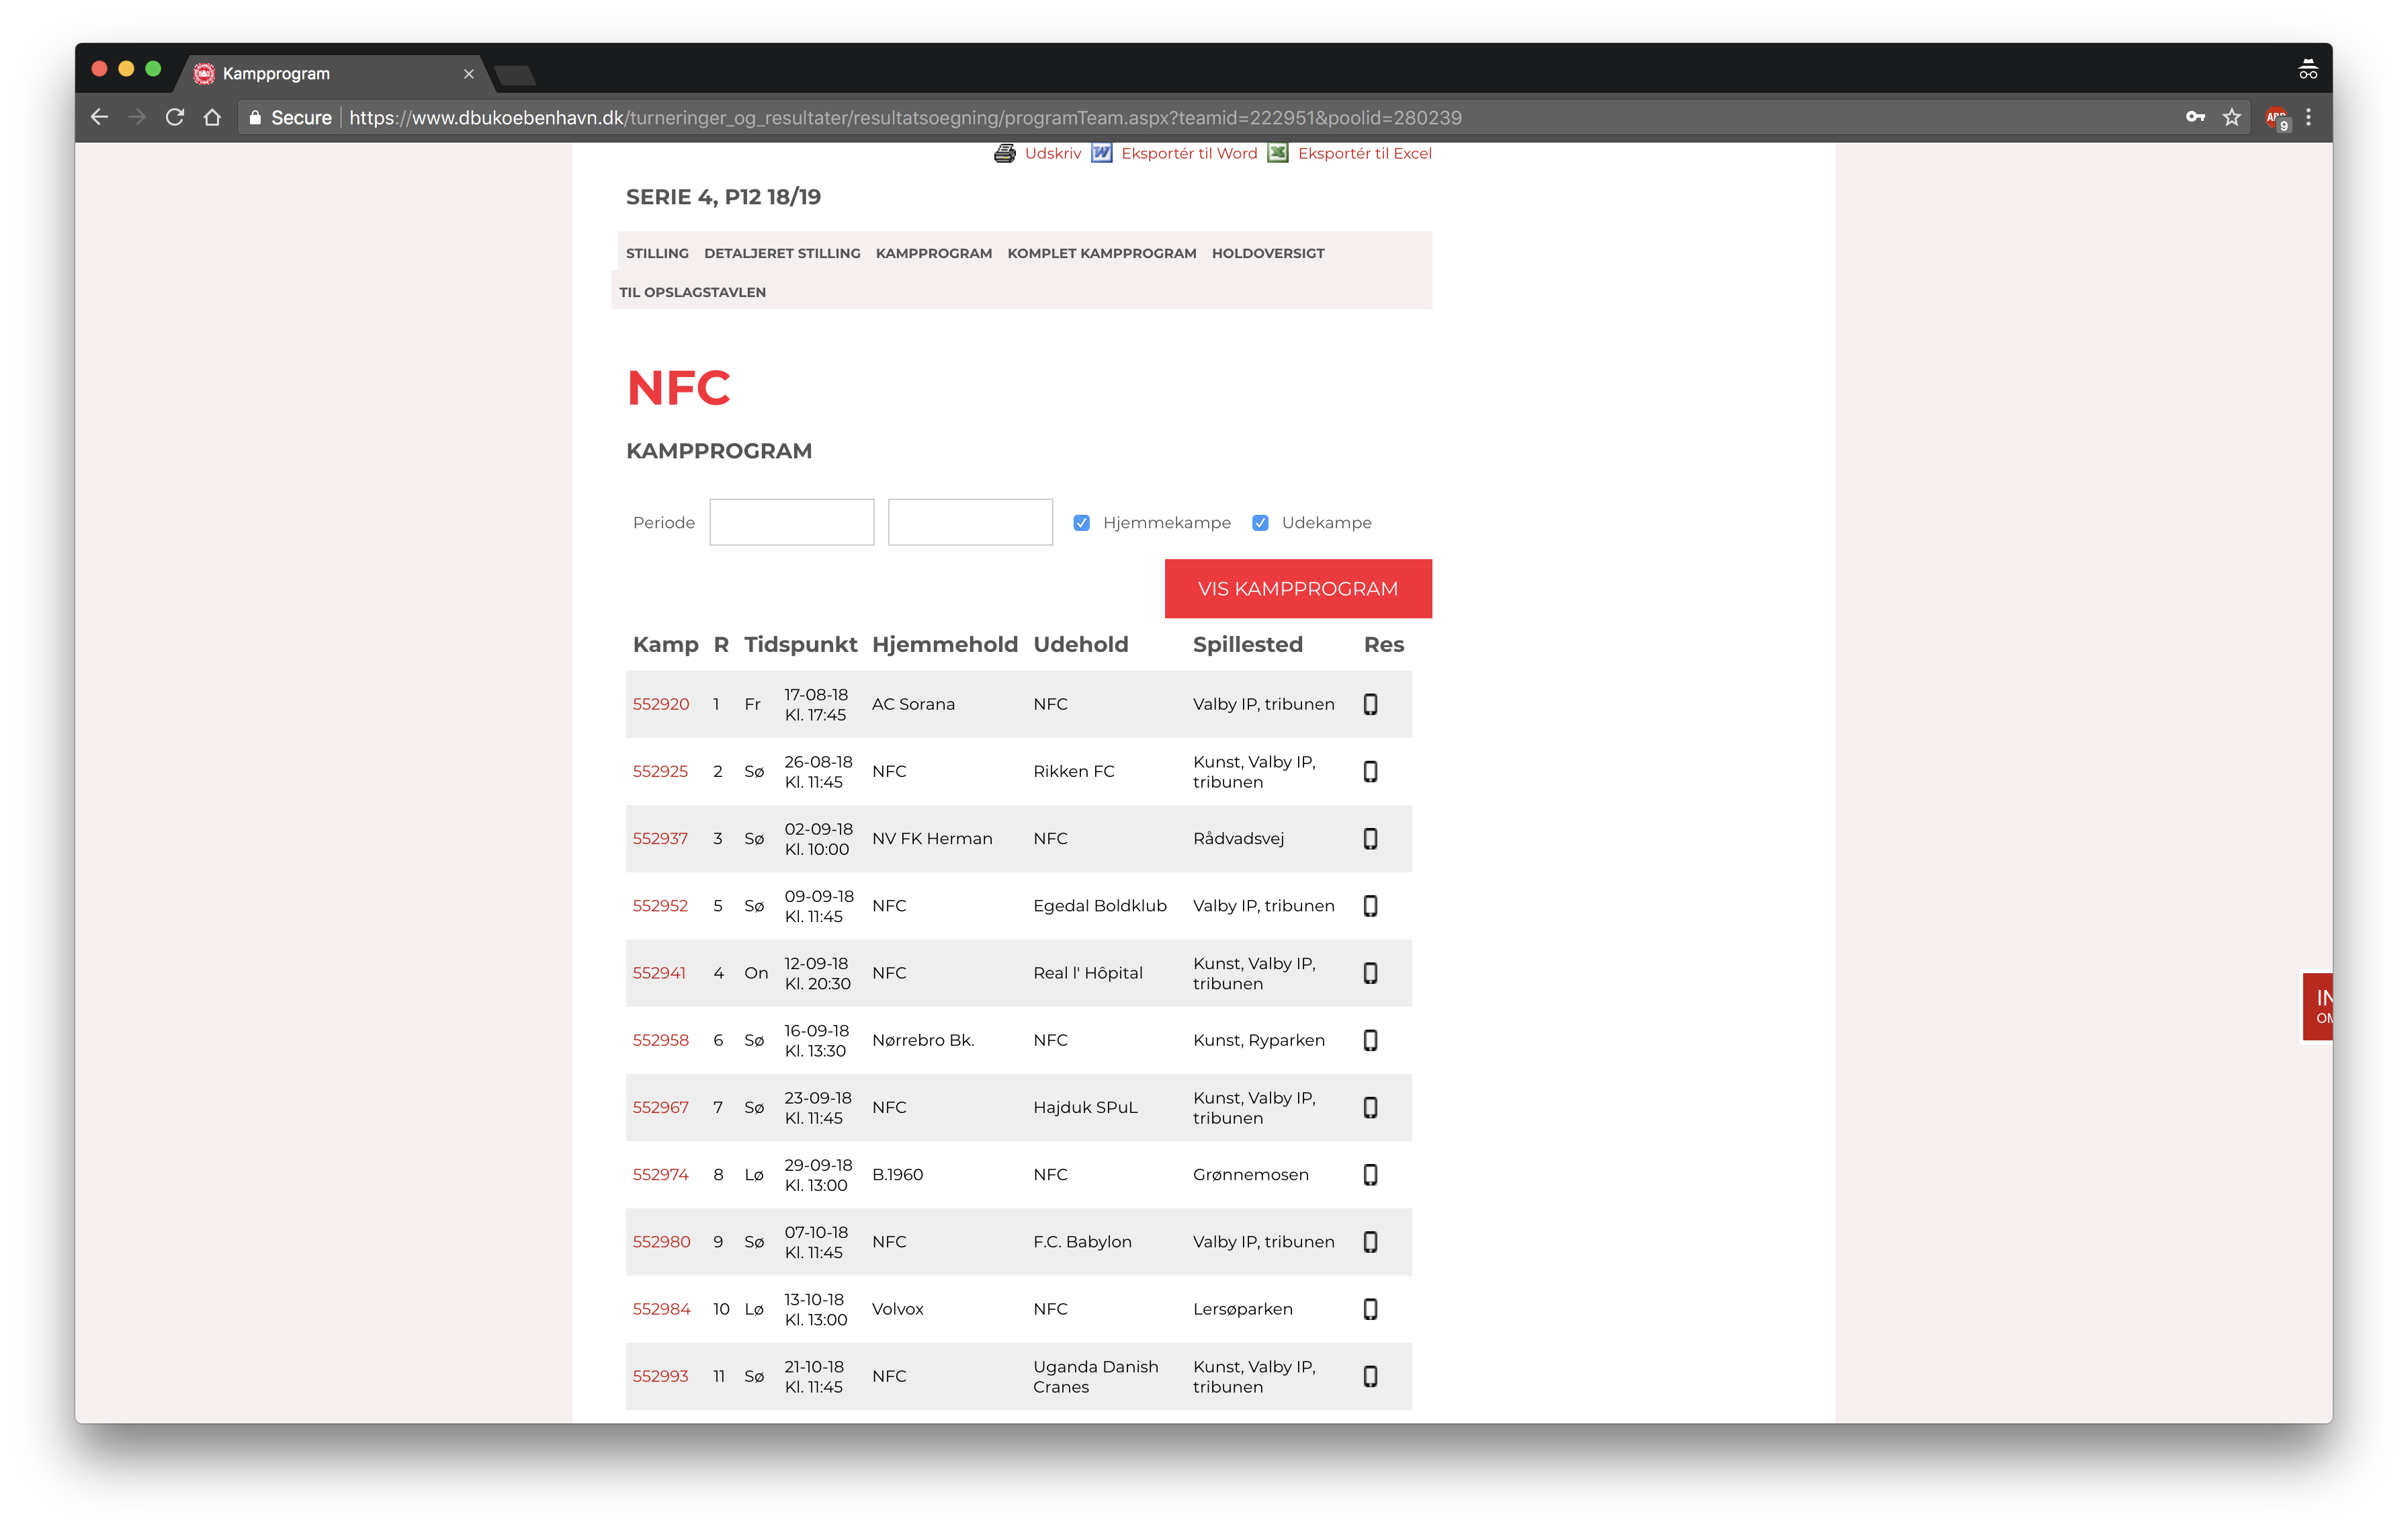 Kampprogram
Secure https://www.dbukoebenhavn.dk/turneringer_og_resultater/resultatsoegning/programTeam.aspx?teamid=222951&poolid=280239
ABP
9
Udskriv Eksportér til Word Eksportér til Excel
SERIE 4, P12 18/19
STILLING DETALJERET STILLING KAMPPROGRAM KOMPLET KAMPPROGRAM HOLDOVERSIGT
TIL OPSLAGSTAVLEN
NFC
KAMPPROGRAM
Periode Hjemmekampe Udekampe
VIS KAMPPROGRAM
Kamp R Tidspunkt Hjemmehold Udehold Spillested Res
552920 1 Fr 17-08-18 Kl. 17:45 AC Sorana NFC Valby IP, tribunen
552925 2 Sø 26-08-18 Kl. 11:45 NFC Rikken FC Kunst, Valby IP, tribunen
552937 3 Sø 02-09-18 Kl. 10:00 NV FK Herman NFC Rådvadsvej
552952 5 Sø 09-09-18 Kl. 11:45 NFC Egedal Boldklub Valby IP, tribunen
552941 4 On 12-09-18 Kl. 20:30 NFC Real l' Hôpital Kunst, Valby IP, tribunen
552958 6 Sø 16-09-18 Kl. 13:30 Nørrebro Bk. NFC Kunst, Ryparken
552967 7 Sø 23-09-18 Kl. 11:45 NFC Hajduk SPuL Kunst, Valby IP, tribunen
552974 8 Lø 29-09-18 Kl. 13:00 B.1960 NFC Grønnemosen
552980 9 Sø 07-10-18 Kl. 11:45 NFC F.C. Babylon Valby IP, tribunen
552984 10 Lø 13-10-18 Kl. 13:00 Volvox NFC Lersøparken
552993 11 Sø 21-10-18 Kl. 11:45 NFC Uganda Danish Cranes Kunst, Valby IP, tribunen